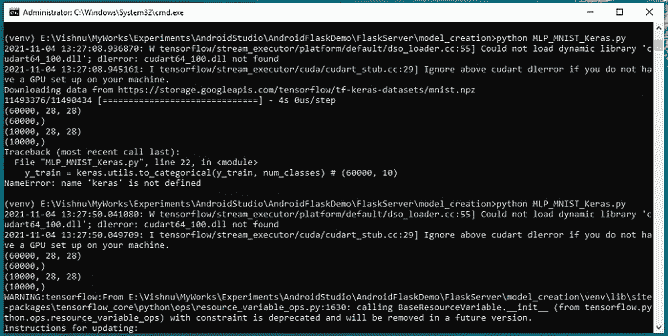 Administrator: C:\Windows\System32\cmd.exe
(venv) E:\Vishnu\MyWorks\Experiments\AndroidStudio\AndroidFlaskDemo\FlaskServer\model_creation>python MLP_MNIST_Keras.py
2021-11-04 13:27:08.936870: W tensorflow/stream_executor/platform/default/dso_loader.cc:55] Could not load dynamic library 'c
udart64_100.dll'; dlerror: cudart64_100.dll not found
2021-11-04 13:27:08.945161: I tensorflow/stream_executor/cuda/cudart_stub.cc:29] Ignore above cudart dlerror if you do not ha
ve a GPU set up on your machine.
Downloading data from https://storage.googleapis.com/tensorflow/tf-keras-datasets/mnist.npz
11493376/11490434 [==============================] - 4s 0us/step
(60000, 28, 28)
(60000,)
(10000, 28, 28)
(10000,)
Traceback (most recent call last):
  File "MLP_MNIST_Keras.py", line 22, in <module>
    y_train = keras.utils.to_categorical(y_train, num_classes) # (60000, 10)
NameError: name 'keras' is not defined
(venv) E:\Vishnu\MyWorks\Experiments\AndroidStudio\AndroidFlaskDemo\FlaskServer\model_creation>python MLP_MNIST_Keras.py
2021-11-04 13:27:50.041080: W tensorflow/stream_executor/platform/default/dso_loader.cc:55] Could not load dynamic library 'c
udart64_100.dll'; dlerror: cudart64_100.dll not found
2021-11-04 13:27:50.049709: I tensorflow/stream_executor/cuda/cudart_stub.cc:29] Ignore above cudart dlerror if you do not ha
ve a GPU set up on your machine.
(60000, 28, 28)
(60000,)
(10000, 28, 28)
(10000,)
WARNING:tensorflow:From E:\Vishnu\MyWorks\Experiments\AndroidStudio\AndroidFlaskDemo\FlaskServer\model_creation\venv\lib\site
-packages\tensorflow_core\python\ops\resource_variable_ops.py:1630: calling BaseResourceVariable.__init__ (from tensorflow.py
thon.ops.resource_variable_ops) with constraint is deprecated and will be removed in a future version.
Instructions for updating: